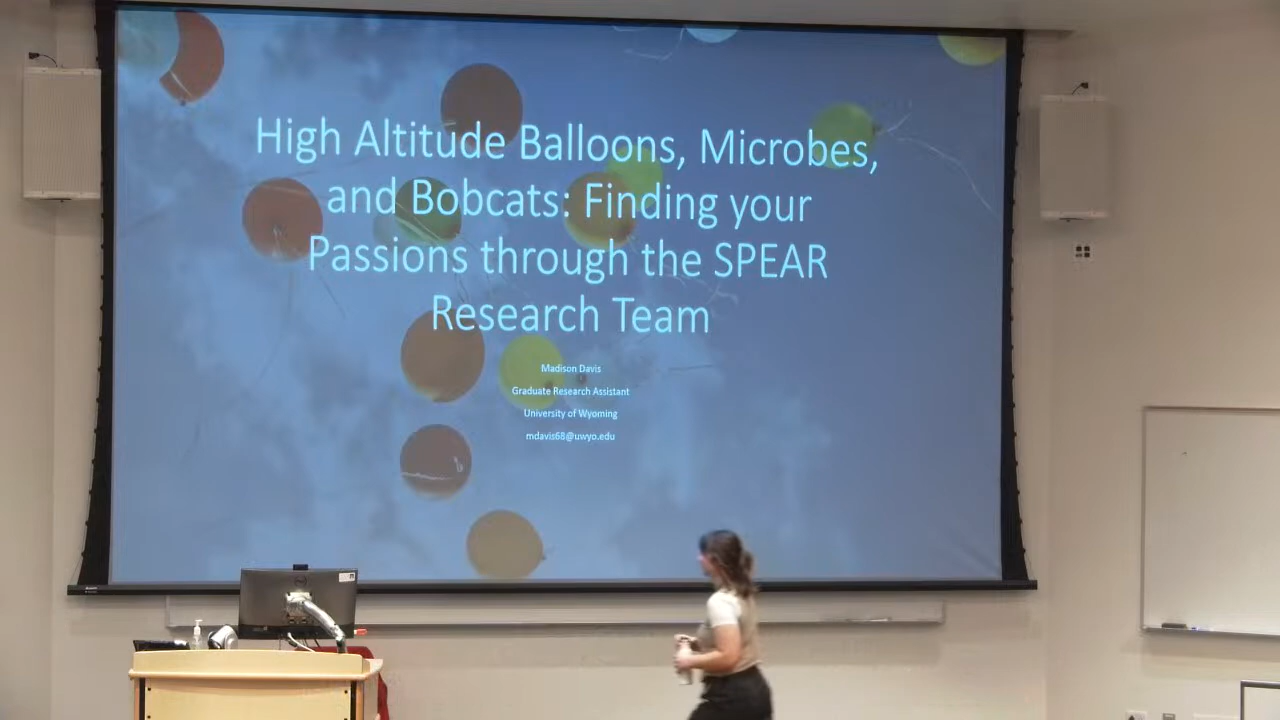 High Altitude Balloons, Microbes,
and Bobcats: Finding your
Passions through the SPEAR
Research Team
Madison Davis
Graduate Research Assistant
University of Wyoming
mdavis68@uwyo.edu